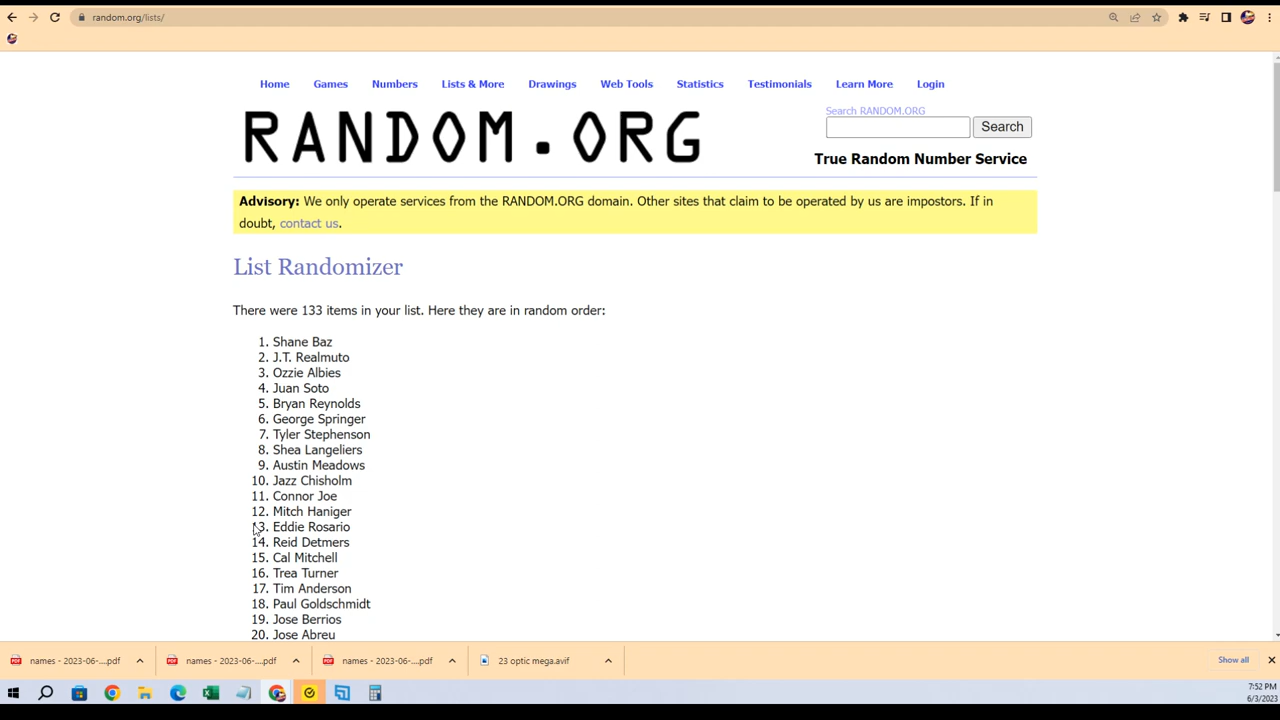 random.org/lists/
Home Games Numbers Lists & More Drawings Web Tools Statistics Testimonials Learn More Login
RANDOM.ORG
Search RANDOM.ORG
Search
True Random Number Service
Advisory: We only operate services from the RANDOM.ORG domain. Other sites that claim to be operated by us are impostors. If in
doubt, contact us.
List Randomizer
There were 133 items in your list. Here they are in random order:
1. Shane Baz
2. J.T. Realmuto
3. Ozzie Albies
4. Juan Soto
5. Bryan Reynolds
6. George Springer
7. Tyler Stephenson
8. Shea Langeliers
9. Austin Meadows
10. Jazz Chisholm
11. Connor Joe
12. Mitch Haniger
13. Eddie Rosario
14. Reid Detmers
15. Cal Mitchell
16. Trea Turner
17. Tim Anderson
18. Paul Goldschmidt
19. Jose Berrios
20. Jose Abreu
names - 2023-06-....pdf names - 2023-06-....pdf names - 2023-06-....pdf 23 optic mega.avif Show all
7:52 PM
6/3/2023